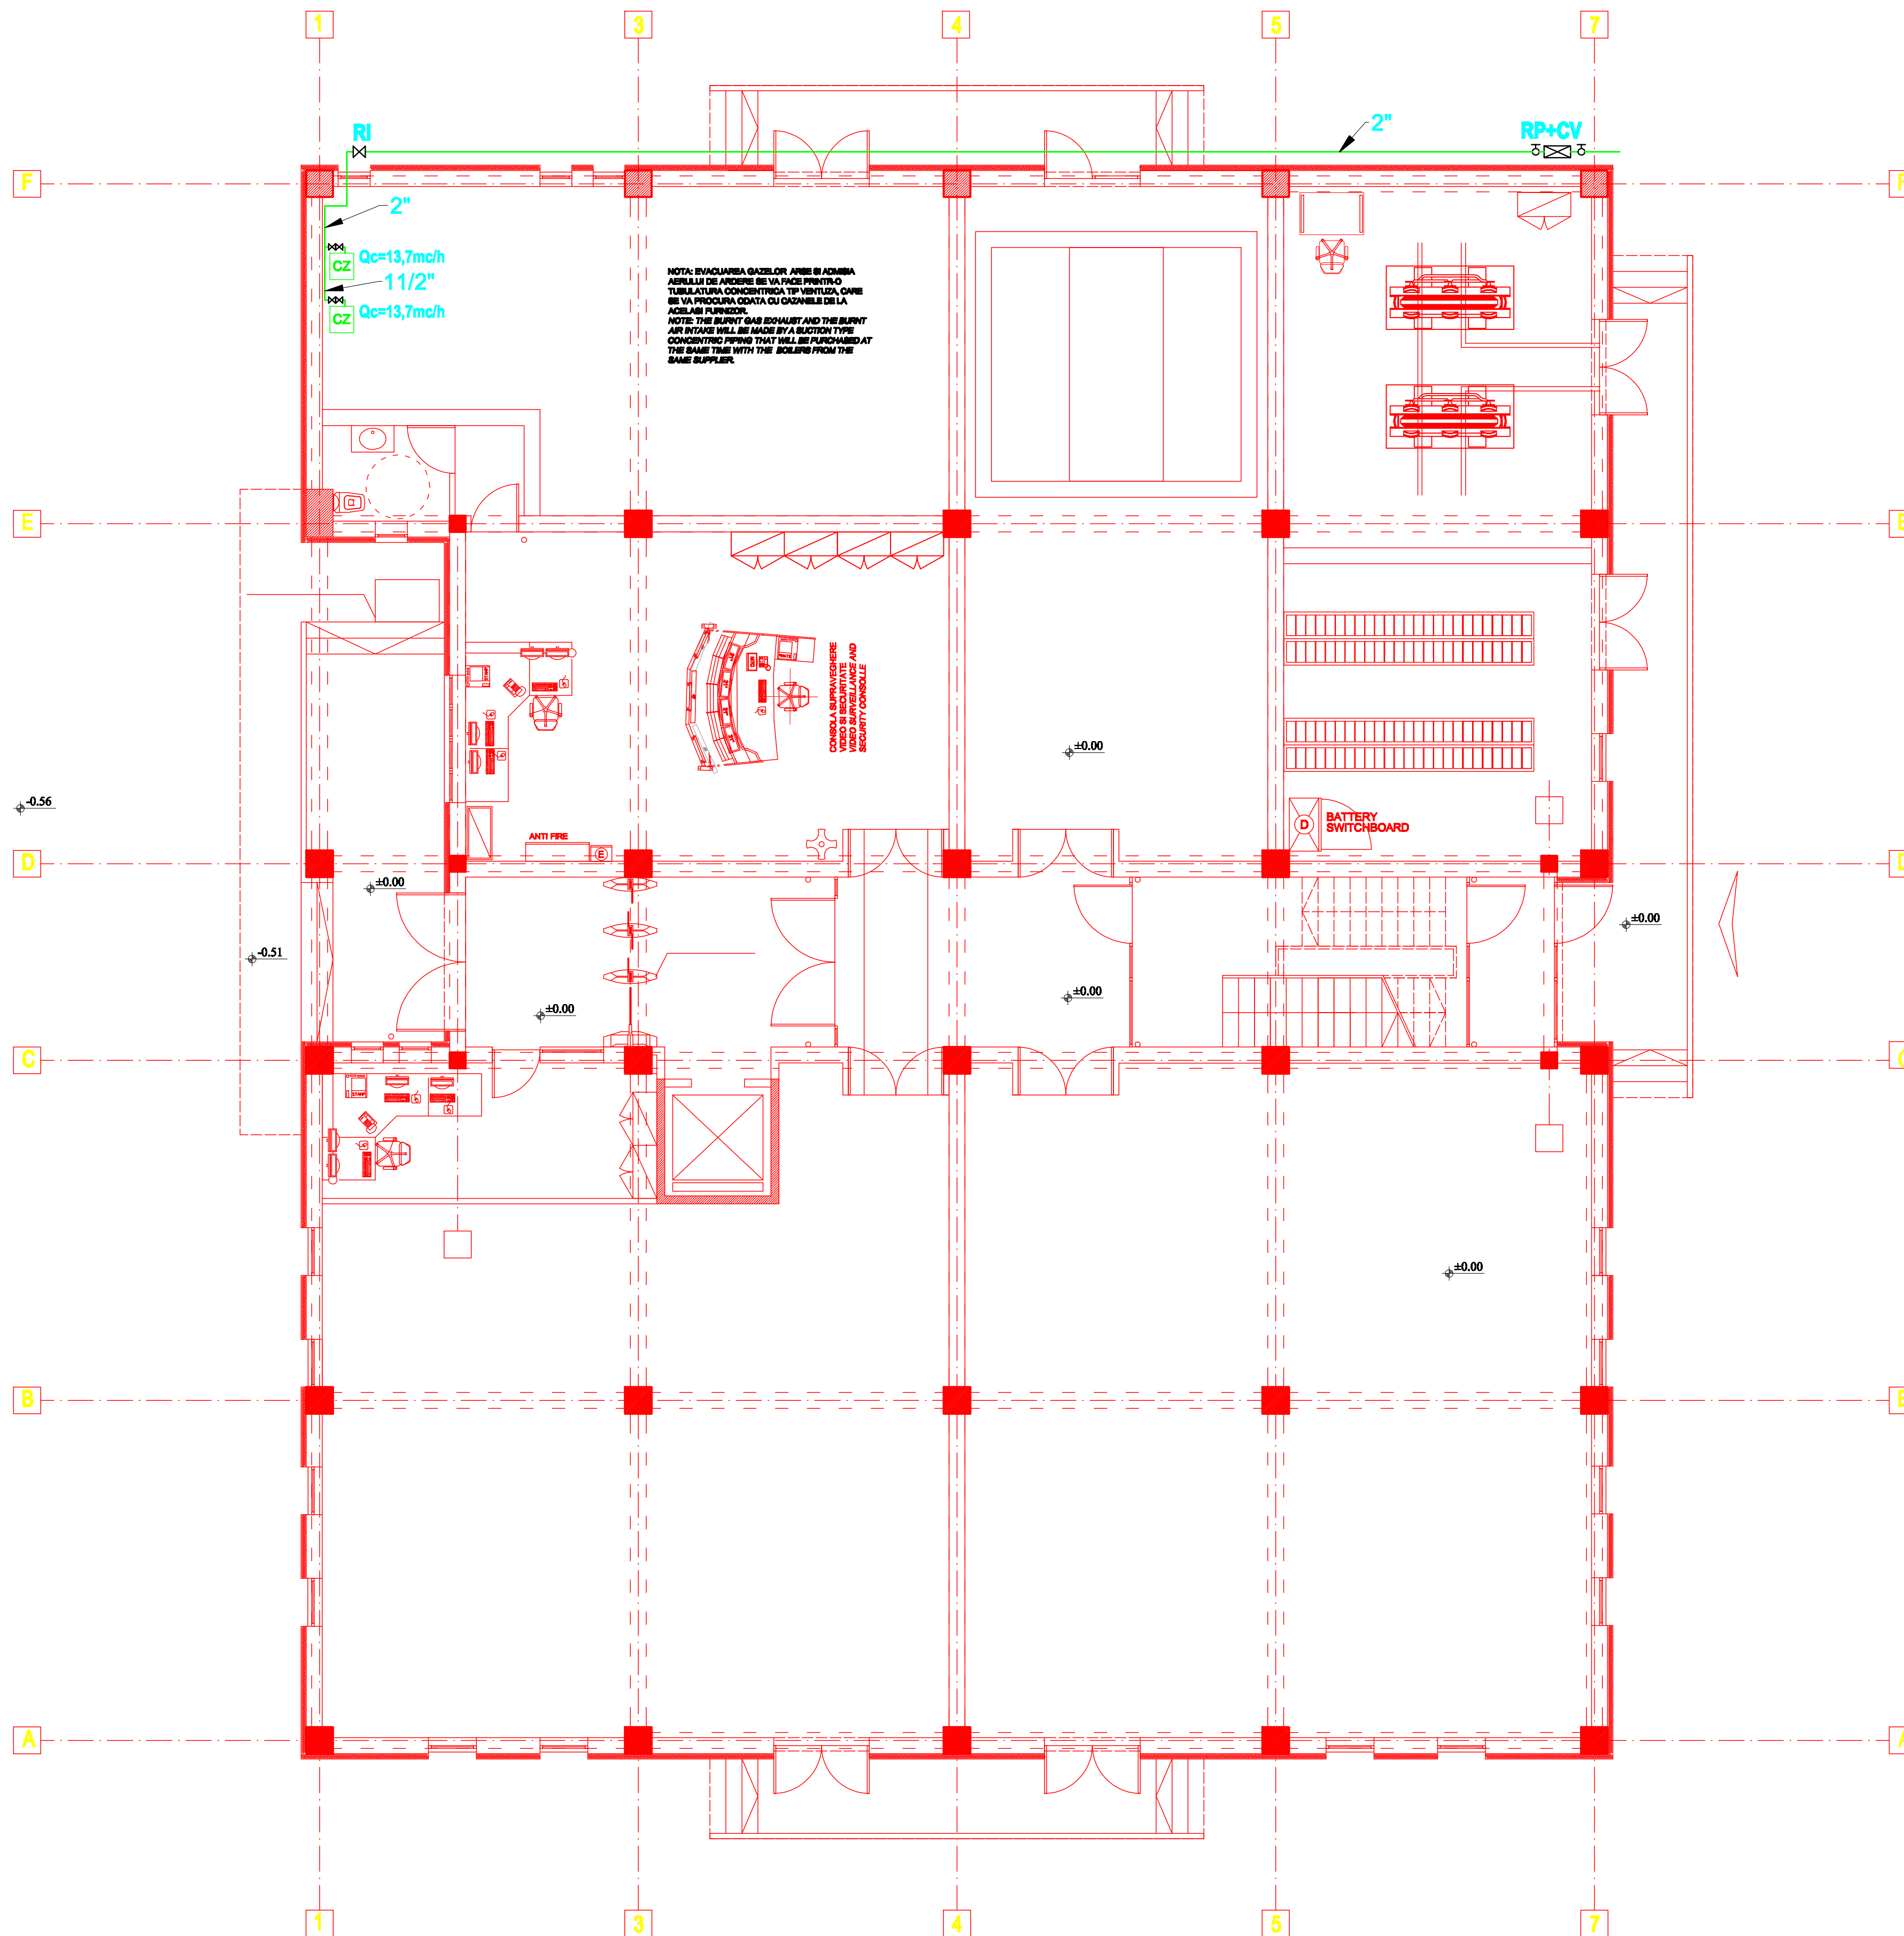 1 3 4 5 7
RI
2"
RP+CV
F
2"
CZ Qc=13,7mc/h
11/2"
CZ Qc=13,7mc/h
NOTA: EVACUAREA GAZELOR ARSE SI ADMISIA
AERULUI DE ARDERE SE VA FACE PRINTR-O
TUBULATURA CONCENTRICA TIP VENTUZA, CARE
SE VA PROCURA ODATA CU CAZANELE DE LA
ACELASI FURNIZOR.
NOTE: THE BURNT GAS EXHAUST AND THE BURNT
AIR INTAKE WILL BE MADE BY A SUCTION TYPE
CONCENTRIC PIPING THAT WILL BE PURCHASED AT
THE SAME TIME WITH THE BOILERS FROM THE
SAME SUPPLIER.
E
CONSOLA SUPRAVEGHERE
VIDEO SI SECURITATE
VIDEO SURVEILLANCE AND
SECURITY CONSOLLE
±0.00
-0.56
ANTI FIRE
E
D
BATTERY
SWITCHBOARD
D D
±0.00
±0.00
-0.51
±0.00
±0.00
C
STAMP
±0.00
B
A
1 3 4 5 7